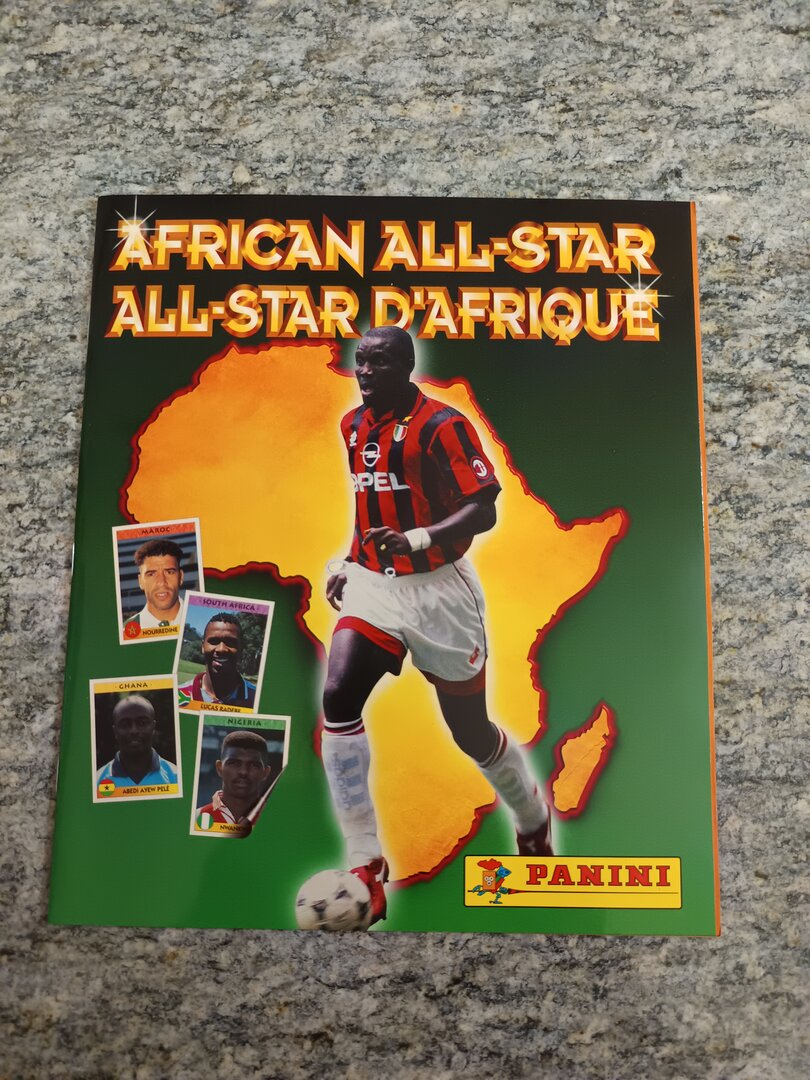 AFRICAN ALL-STAR
ALL-STAR D'AFRIQUE
OPEL
MAROC
NOURREDINE
SOUTH AFRICA
LUCAS RADEBE
GHANA
ABEDI AYEW PELÉ
NIGERIA
PANINI